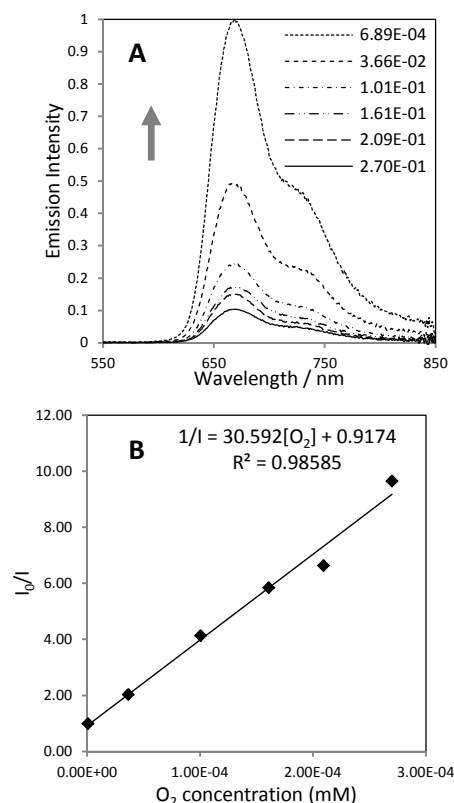 A
6.89E-04
3.66E-02
1.01E-01
1.61E-01
2.09E-01
2.70E-01
Emission Intensity
1
0.9
0.8
0.7
0.6
0.5
0.4
0.3
0.2
0.1
0
550 650 750 850
Wavelength / nm
B
1/I = 30.592[O₂] + 0.9174
R² = 0.98585
I₀/I
12.00
10.00
8.00
6.00
4.00
2.00
0.00
0.00E+00 1.00E-04 2.00E-04 3.00E-04
O₂ concentration (mM)